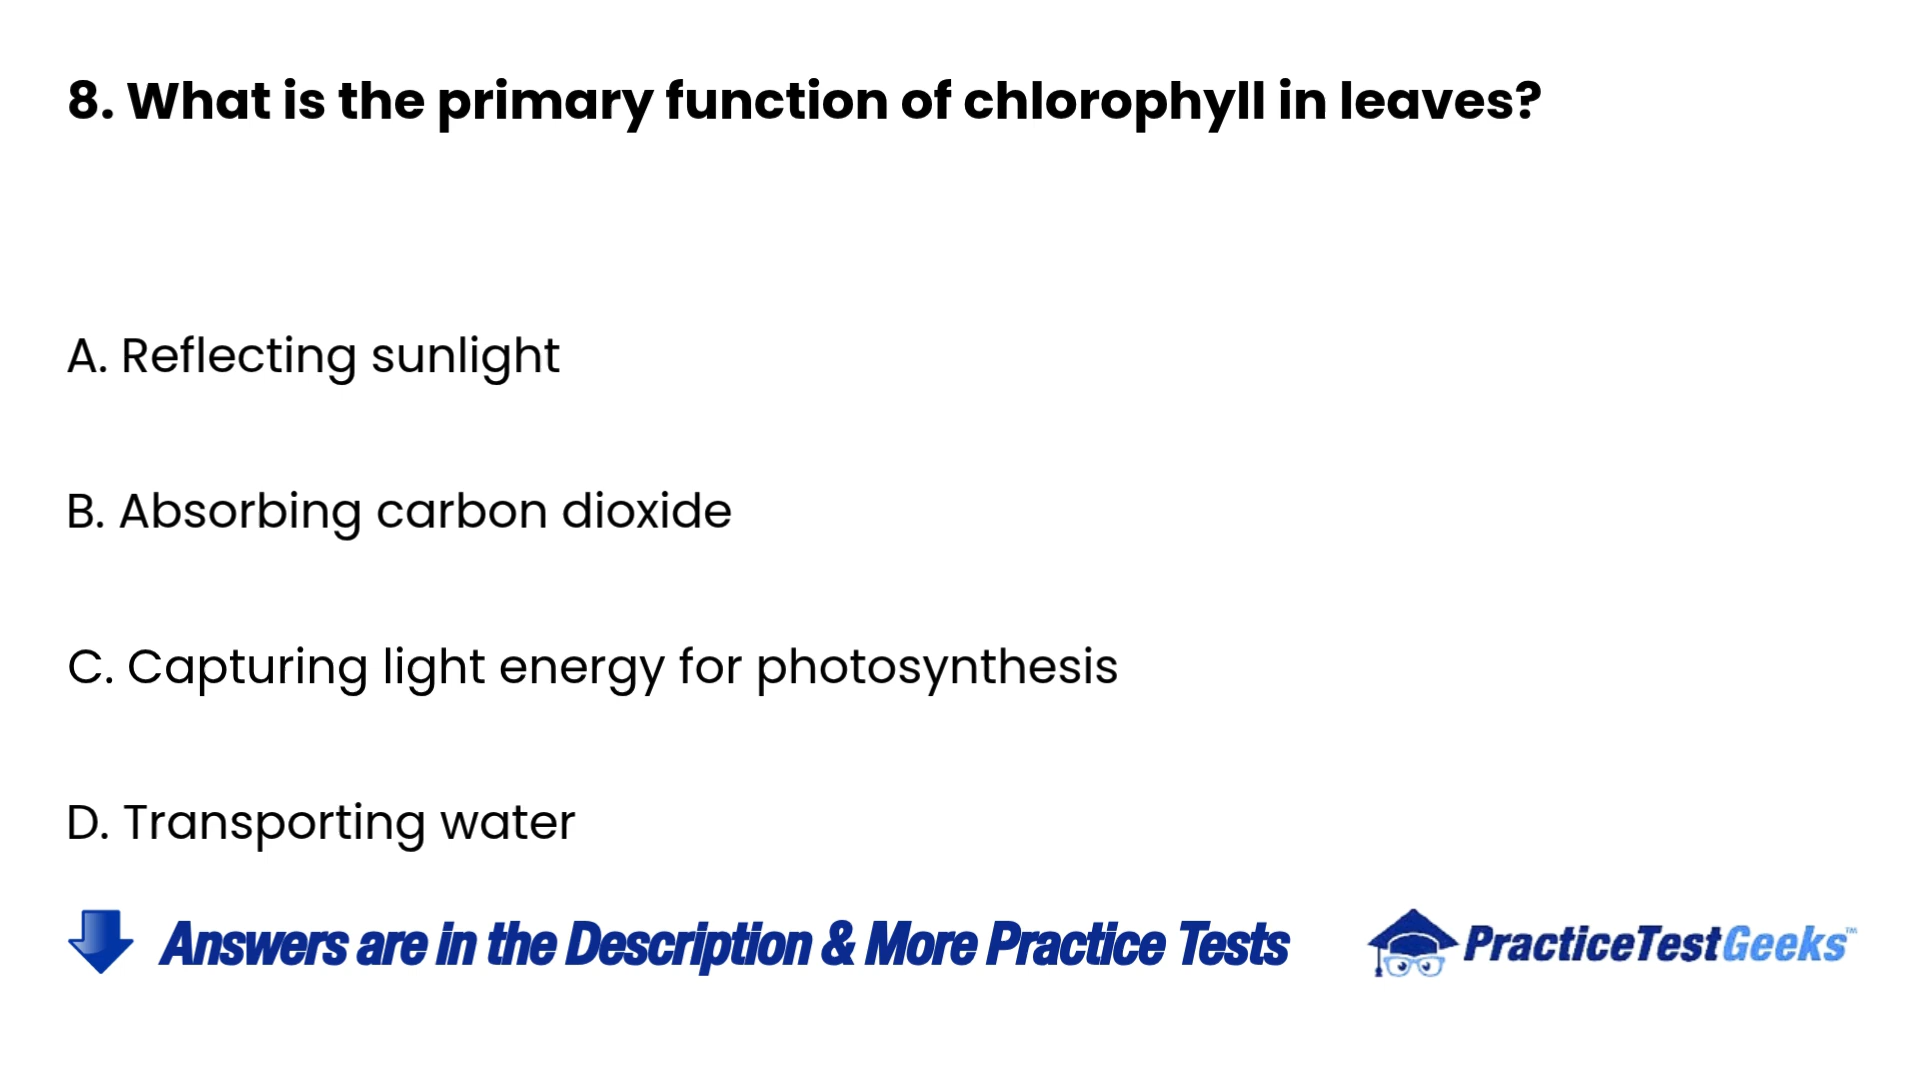 8. What is the primary function of chlorophyll in leaves?
A. Reflecting sunlight
B. Absorbing carbon dioxide
C. Capturing light energy for photosynthesis
D. Transporting water
Answers are in the Description & More Practice Tests
PracticeTestGeeks™